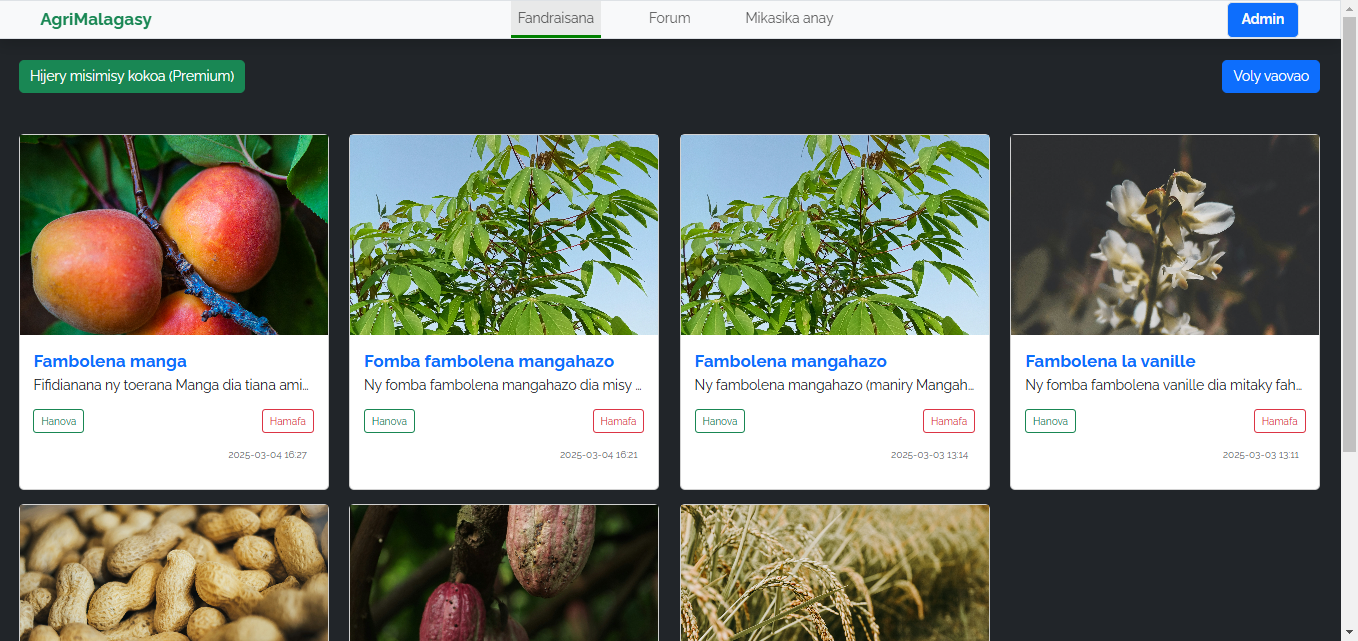 AgriMalagasy Fandraisana Forum Mikasika anay Admin
Hijery misimisy kokoa (Premium) Voly vaovao
Fambolena manga
Fifidianana ny toerana Manga dia tiana ami...
Hanova Hamafa
2025-03-04 16:27
Fomba fambolena mangahazo
Ny fomba fambolena mangahazo dia misy ...
Hanova Hamafa
2025-03-04 16:21
Fambolena mangahazo
Ny fambolena mangahazo (maniry Mangah...
Hanova Hamafa
2025-03-03 13:14
Fambolena la vanille
Ny fomba fambolena vanille dia mitaky fah...
Hanova Hamafa
2025-03-03 13:11